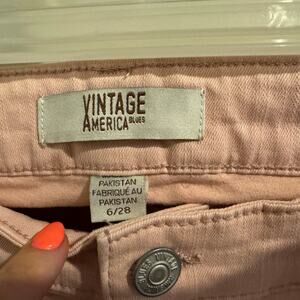 VINTAGE
AMERICA BLUES
PAKISTAN
FABRIQUÉ AU
PAKISTAN
6/28